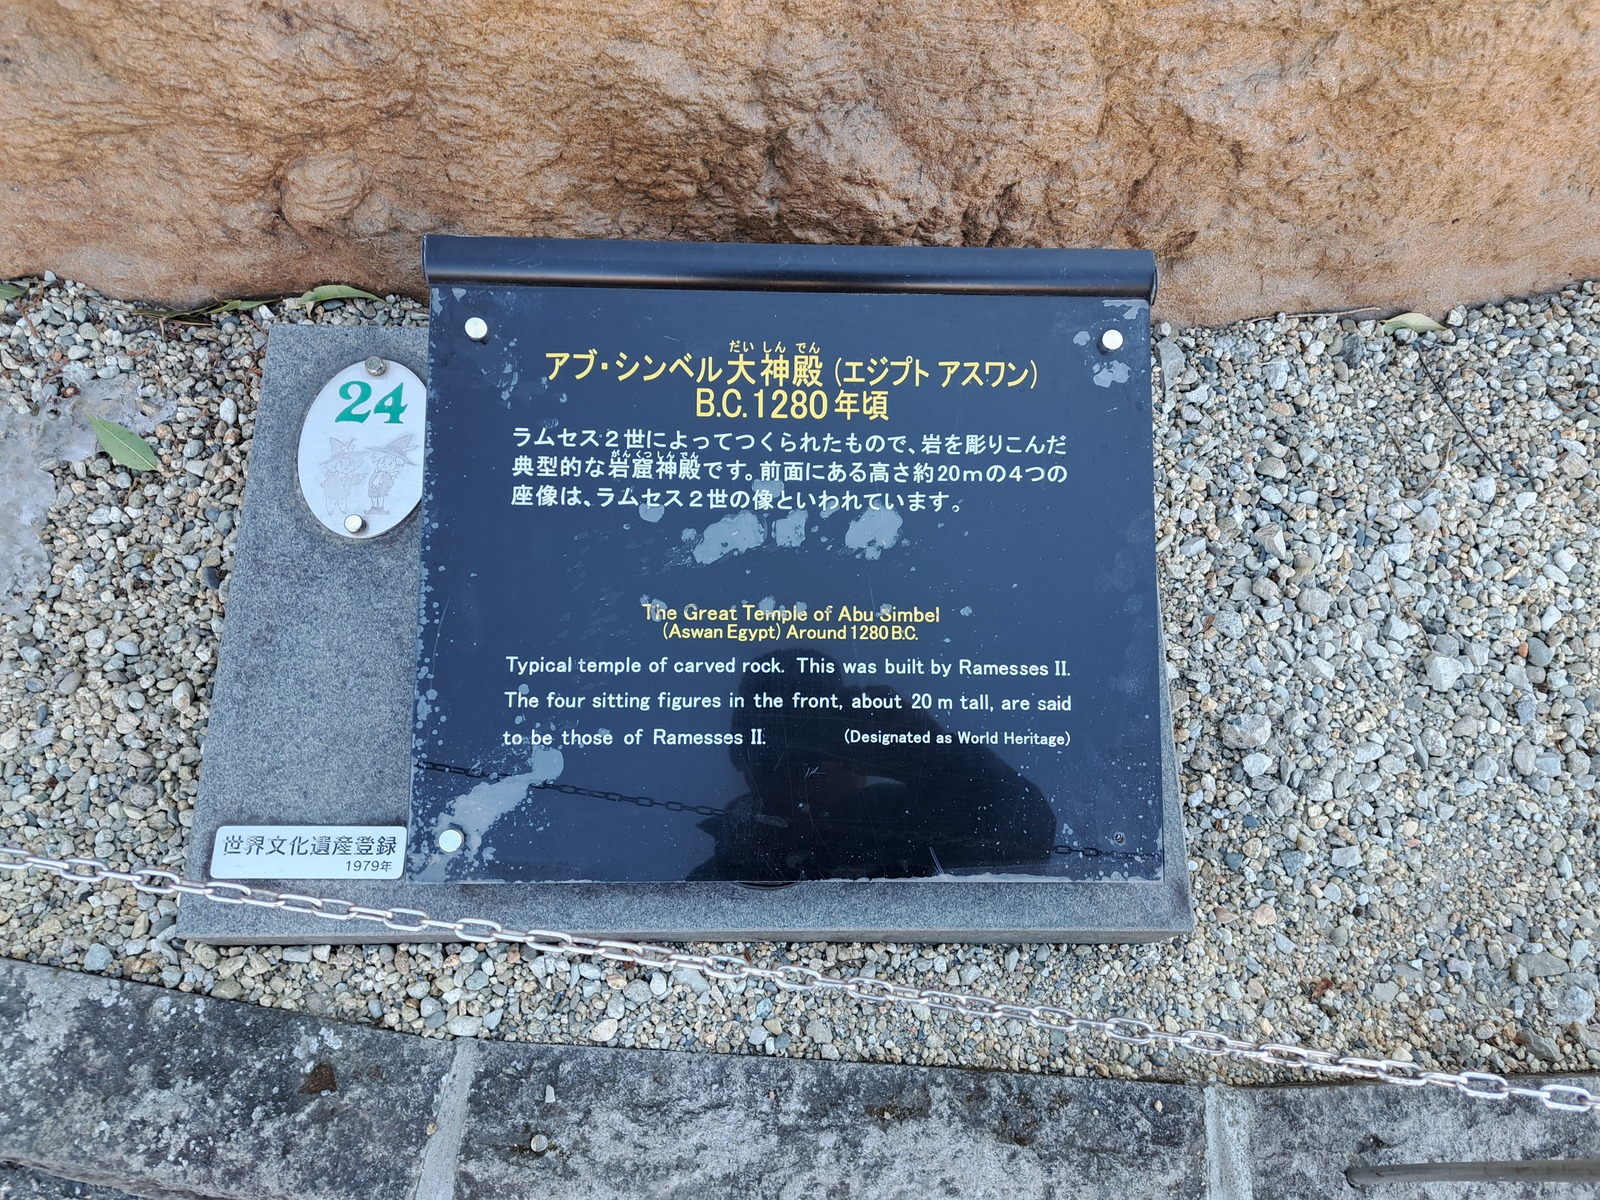 24
だいしんでん
アブ・シンベル大神殿 (エジプト アスワン)
B.C.1280年頃
ラムセス2世によってつくられたもので、岩を彫りこんだ
がんくつしんでん
典型的な岩窟神殿です。前面にある高さ約20mの4つの
座像は、ラムセス2世の像といわれています。
The Great Temple of Abu Simbel
(Aswan Egypt) Around 1280 B.C.
Typical temple of carved rock. This was built by Ramesses II.
The four sitting figures in the front, about 20 m tall, are said
to be those of Ramesses II. (Designated as World Heritage)
世界文化遺産登録
1979年